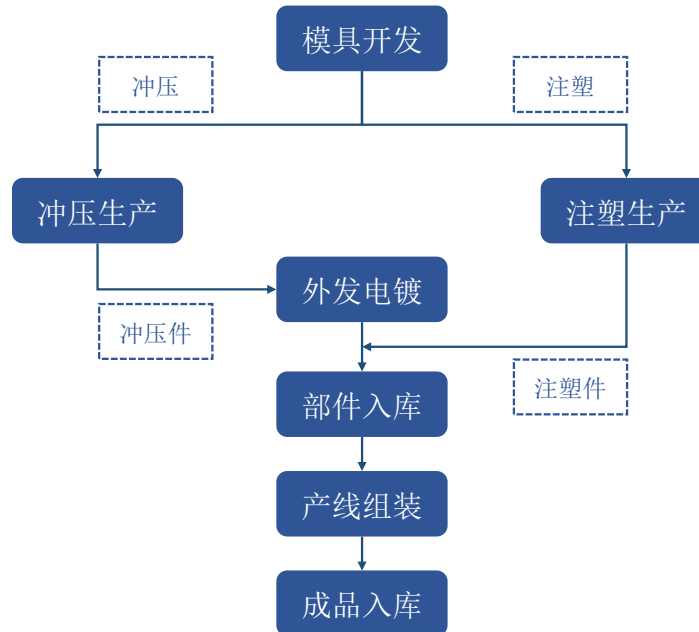 模具开发
冲压
注塑
冲压生产
注塑生产
外发电镀
冲压件
注塑件
部件入库
产线组装
成品入库